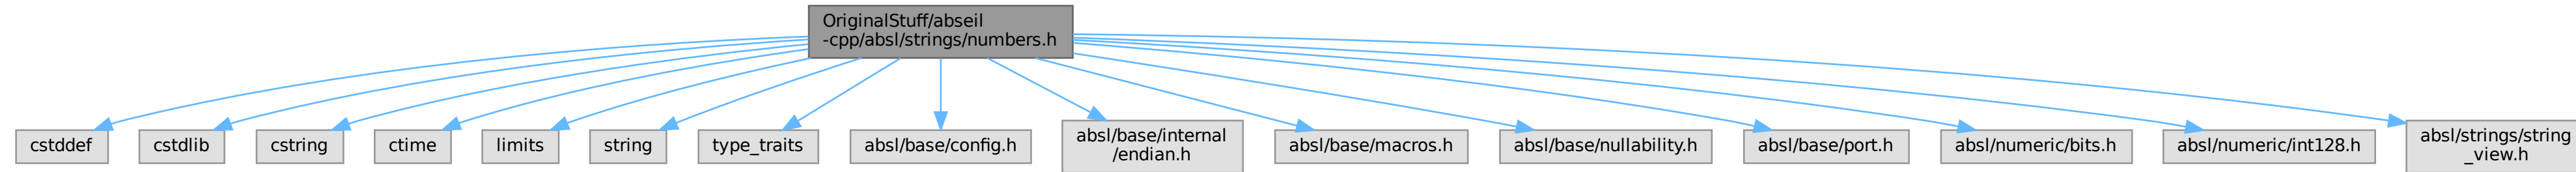 OriginalStuff/abseil
-cpp/absl/strings/numbers.h
cstddef
cstdlib
cstring
ctime
limits
string
type_traits
absl/base/config.h
absl/base/internal
/endian.h
absl/base/macros.h
absl/base/nullability.h
absl/base/port.h
absl/numeric/bits.h
absl/numeric/int128.h
absl/strings/string
_view.h